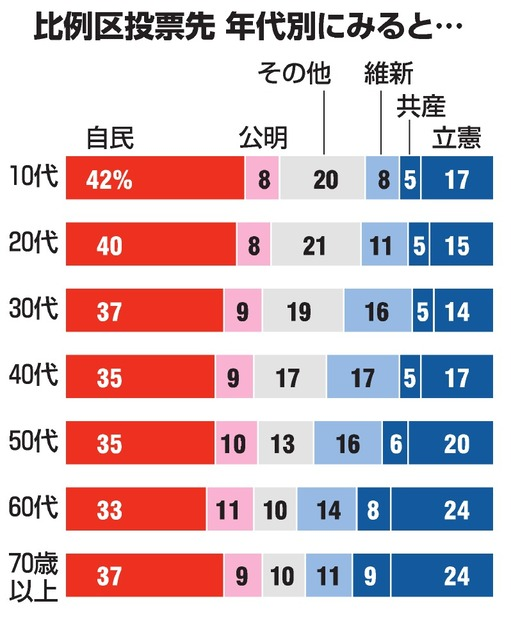 比例区投票先 年代別にみると…
その他 維新
共産
自民 公明 立憲
10代 42% 8 20 8 5 17
20代 40 8 21 11 5 15
30代 37 9 19 16 5 14
40代 35 9 17 17 5 17
50代 35 10 13 16 6 20
60代 33 11 10 14 8 24
70歳
以上 37 9 10 11 9 24